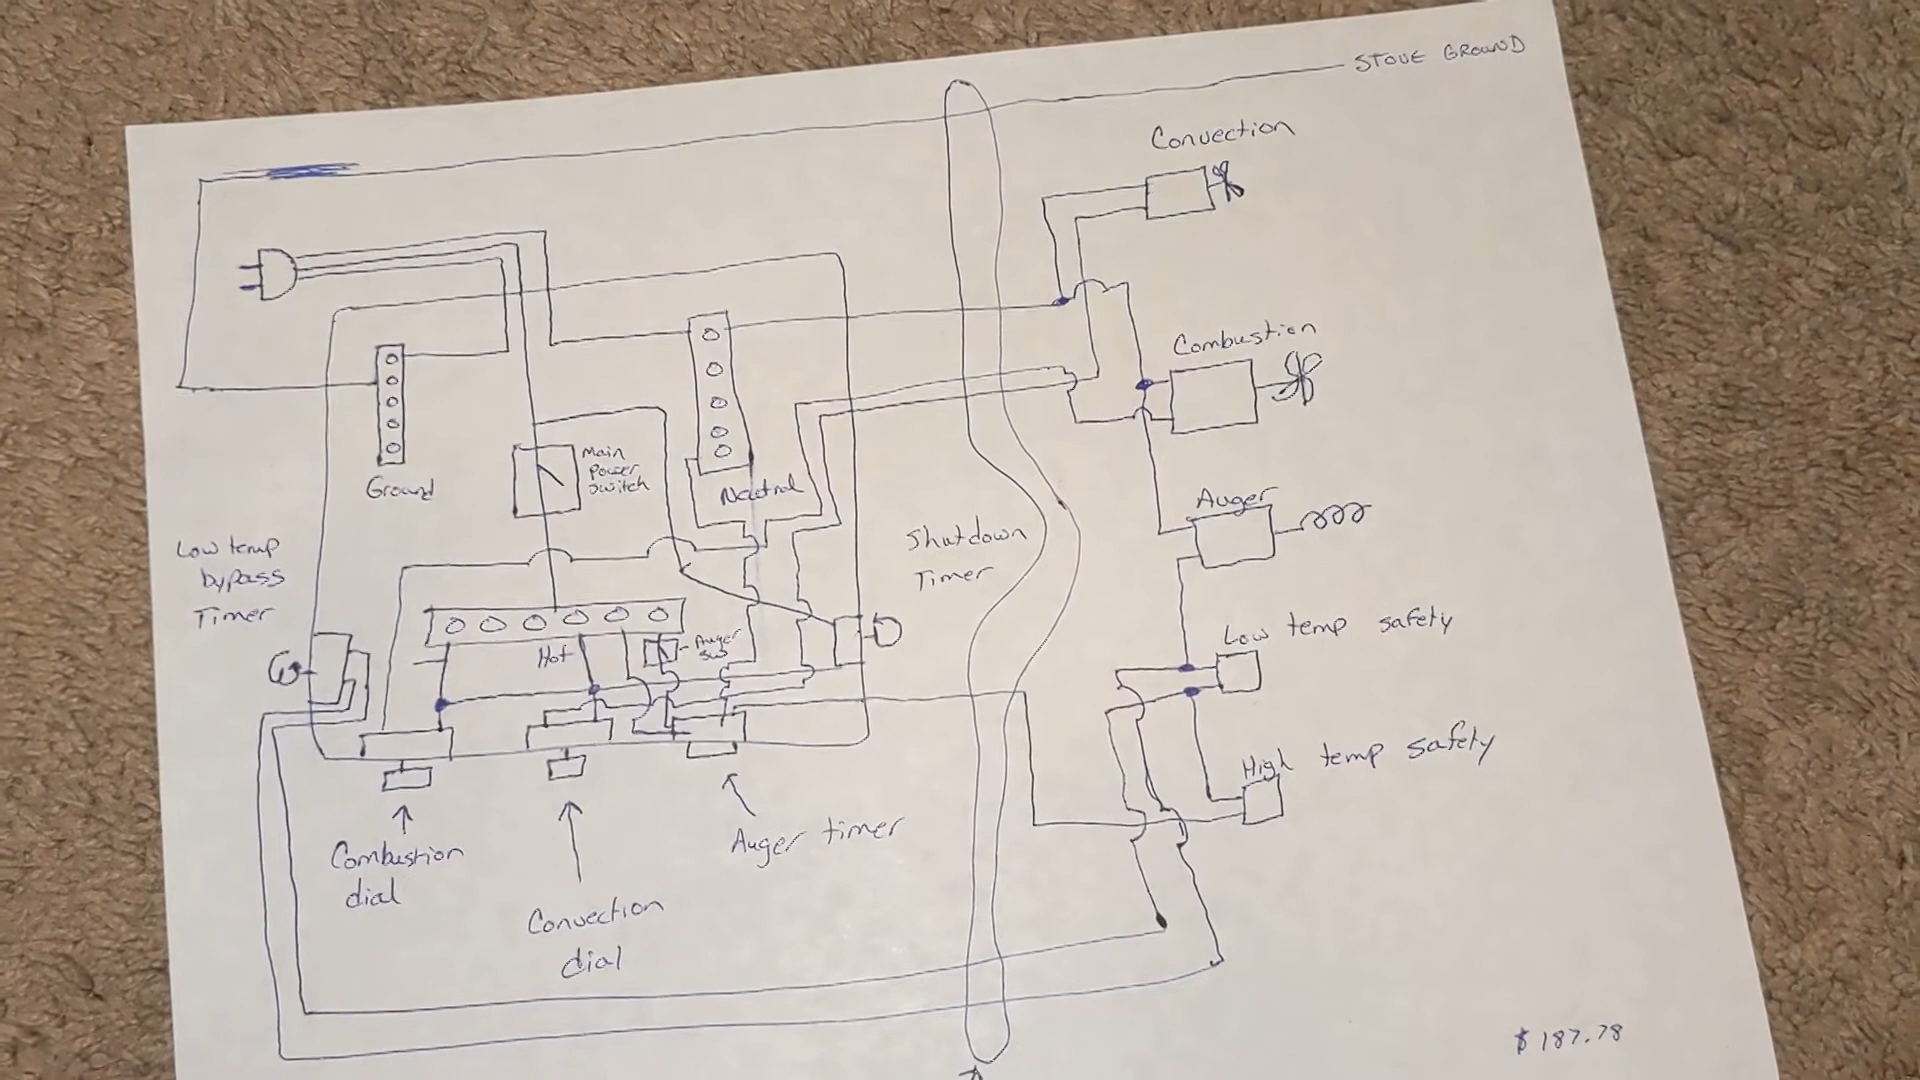 STOVE GROUND
Convection
Combustion
Main
Power
Switch
Ground
Neutral
Auger
Low temp
bypass
Timer
Shutdown
Timer
Low temp safety
Hot
Auger
SW
High temp safety
Combustion
dial
Convection
dial
Auger timer
$ 187.78